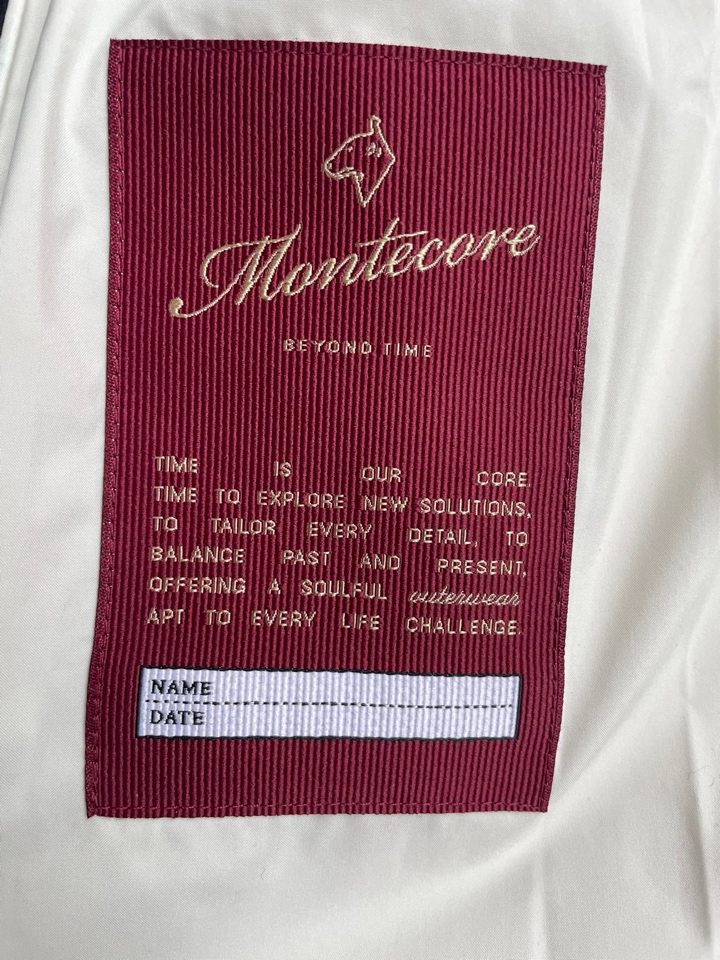 Montecore
BEYOND TIME
TIME IS OUR CORE.
TIME TO EXPLORE NEW SOLUTIONS,
TO TAILOR EVERY DETAIL, TO
BALANCE PAST AND PRESENT,
OFFERING A SOULFUL outerwear
APT TO EVERY LIFE CHALLENGE.
NAME
DATE